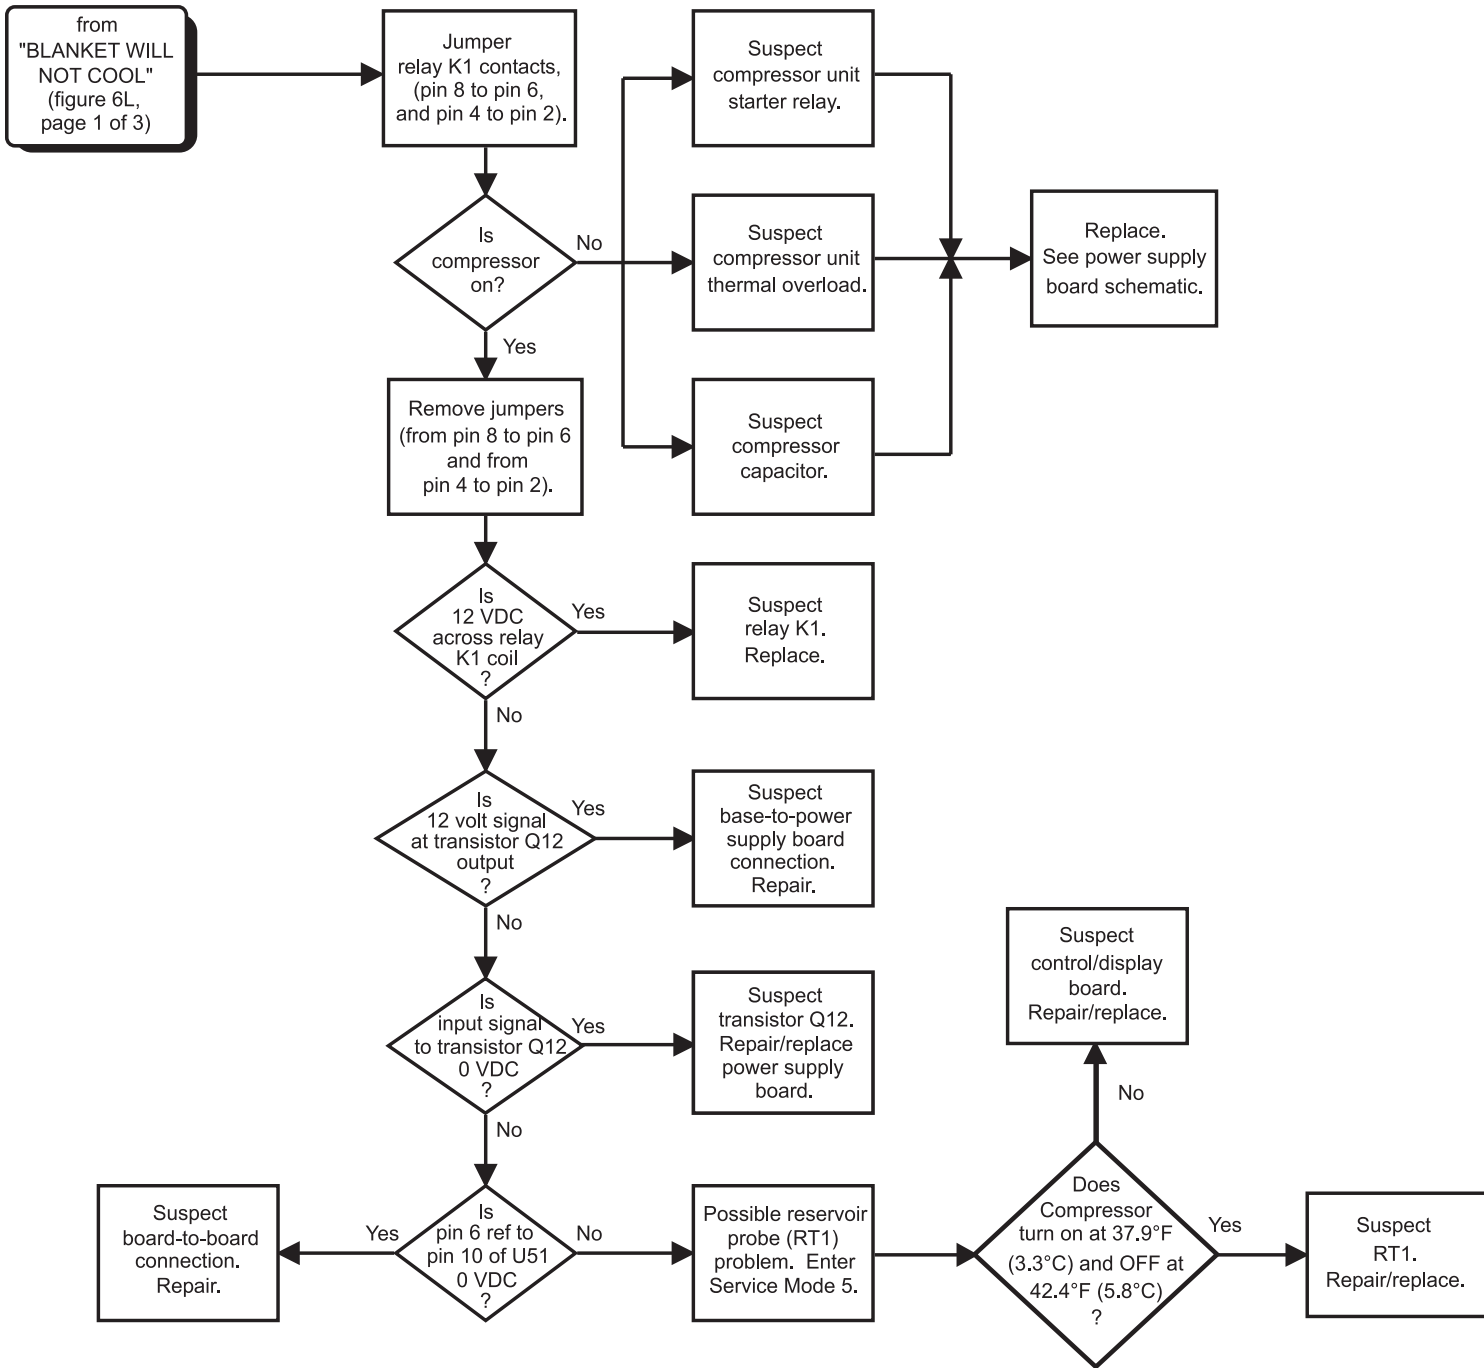 from
"BLANKET WILL
NOT COOL"
(figure 6L,
page 1 of 3)
Jumper
relay K1 contacts,
(pin 8 to pin 6,
and pin 4 to pin 2).
Suspect
compressor unit
starter relay.
Is
compressor
on?
No
Suspect
compressor unit
thermal overload.
Replace.
See power supply
board schematic.
Yes
Remove jumpers
(from pin 8 to pin 6
and from
pin 4 to pin 2).
Suspect
compressor
capacitor.
Is
12 VDC
across relay
K1 coil
?
Yes
Suspect
relay K1.
Replace.
No
Is
12 volt signal
at transistor Q12
output
?
Yes
Suspect
base-to-power
supply board
connection.
Repair.
No
Is
input signal
to transistor Q12
0 VDC
?
Yes
Suspect
transistor Q12.
Repair/replace
power supply
board.
Suspect
control/display
board.
Repair/replace.
No
No
Suspect
board-to-board
connection.
Repair.
Yes
Is
pin 6 ref to
pin 10 of U51
0 VDC
?
No
Possible reservoir
probe (RT1)
problem. Enter
Service Mode 5.
Does
Compressor
turn on at 37.9°F
(3.3°C) and OFF at
42.4°F (5.8°C)
?
Yes
Suspect
RT1.
Repair/replace.